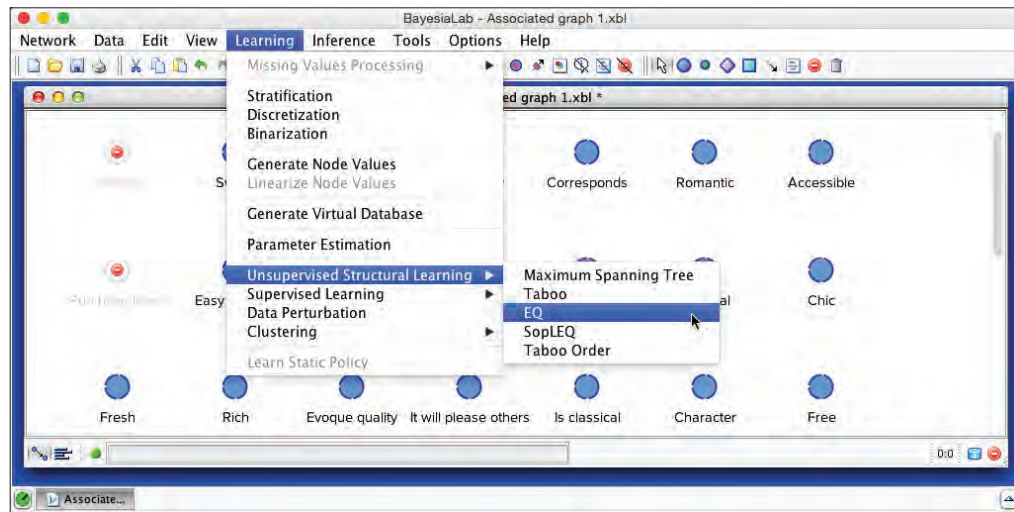 BayesiaLab - Associated graph 1.xbl
Network Data Edit View Learning Inference Tools Options Help
Missing Values Processing
ed graph 1.xbl *
Stratification
Discretization
Binarization
Generate Node Values
Linearize Node Values
Corresponds Romantic Accessible
Generate Virtual Database
Parameter Estimation
Unsupervised Structural Learning
Maximum Spanning Tree
Supervised Learning
Taboo
Easy
al
Chic
Data Perturbation
EQ
Clustering
SopLEQ
Taboo Order
Learn Static Policy
Fresh Rich Evoque quality It will please others Is classical Character Free
0:0
Associate...